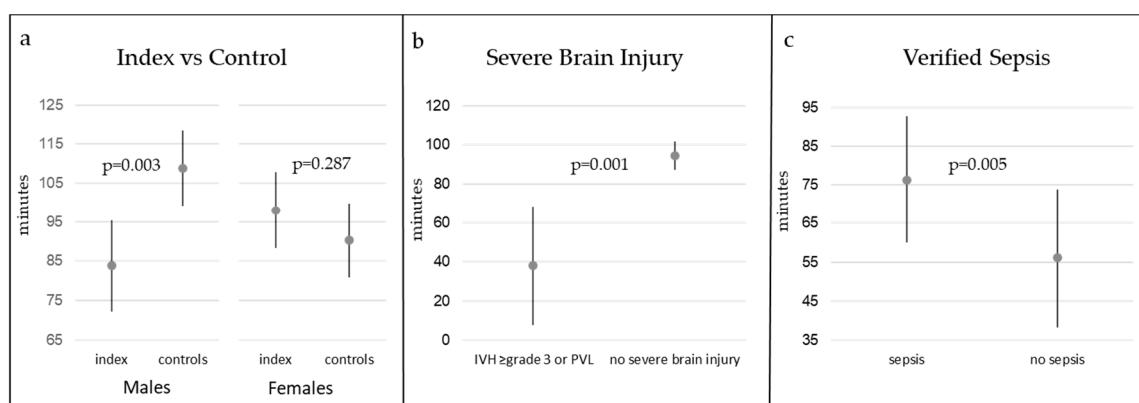 a
Index vs Control
minutes
125
115
105
95
85
75
65
p=0.003
p=0.287
index controls index controls
Males Females
b
Severe Brain Injury
minutes
120
100
80
60
40
20
0
p=0.001
IVH ≥grade 3 or PVL no severe brain injury
c
Verified Sepsis
minutes
95
85
75
65
55
45
35
p=0.005
sepsis no sepsis